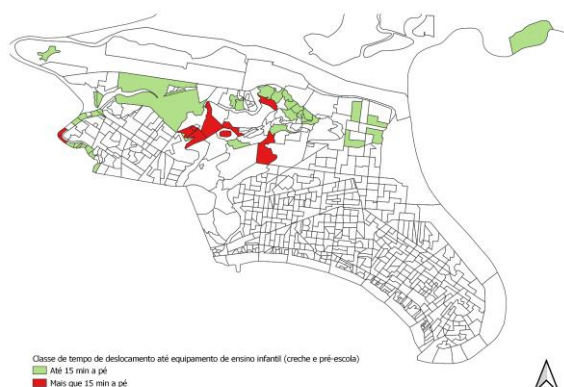 Classe de tempo de deslocamento até equipamento de ensino infantil (creche e pré-escola)
Até 15 min a pé
Mais que 15 min a pé